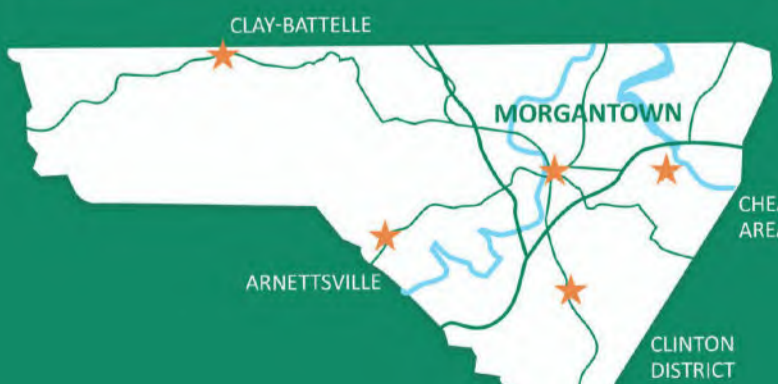 CLAY-BATTELLE
MORGANTOWN
ARNETTSVILLE
CLINTON
DISTRICT